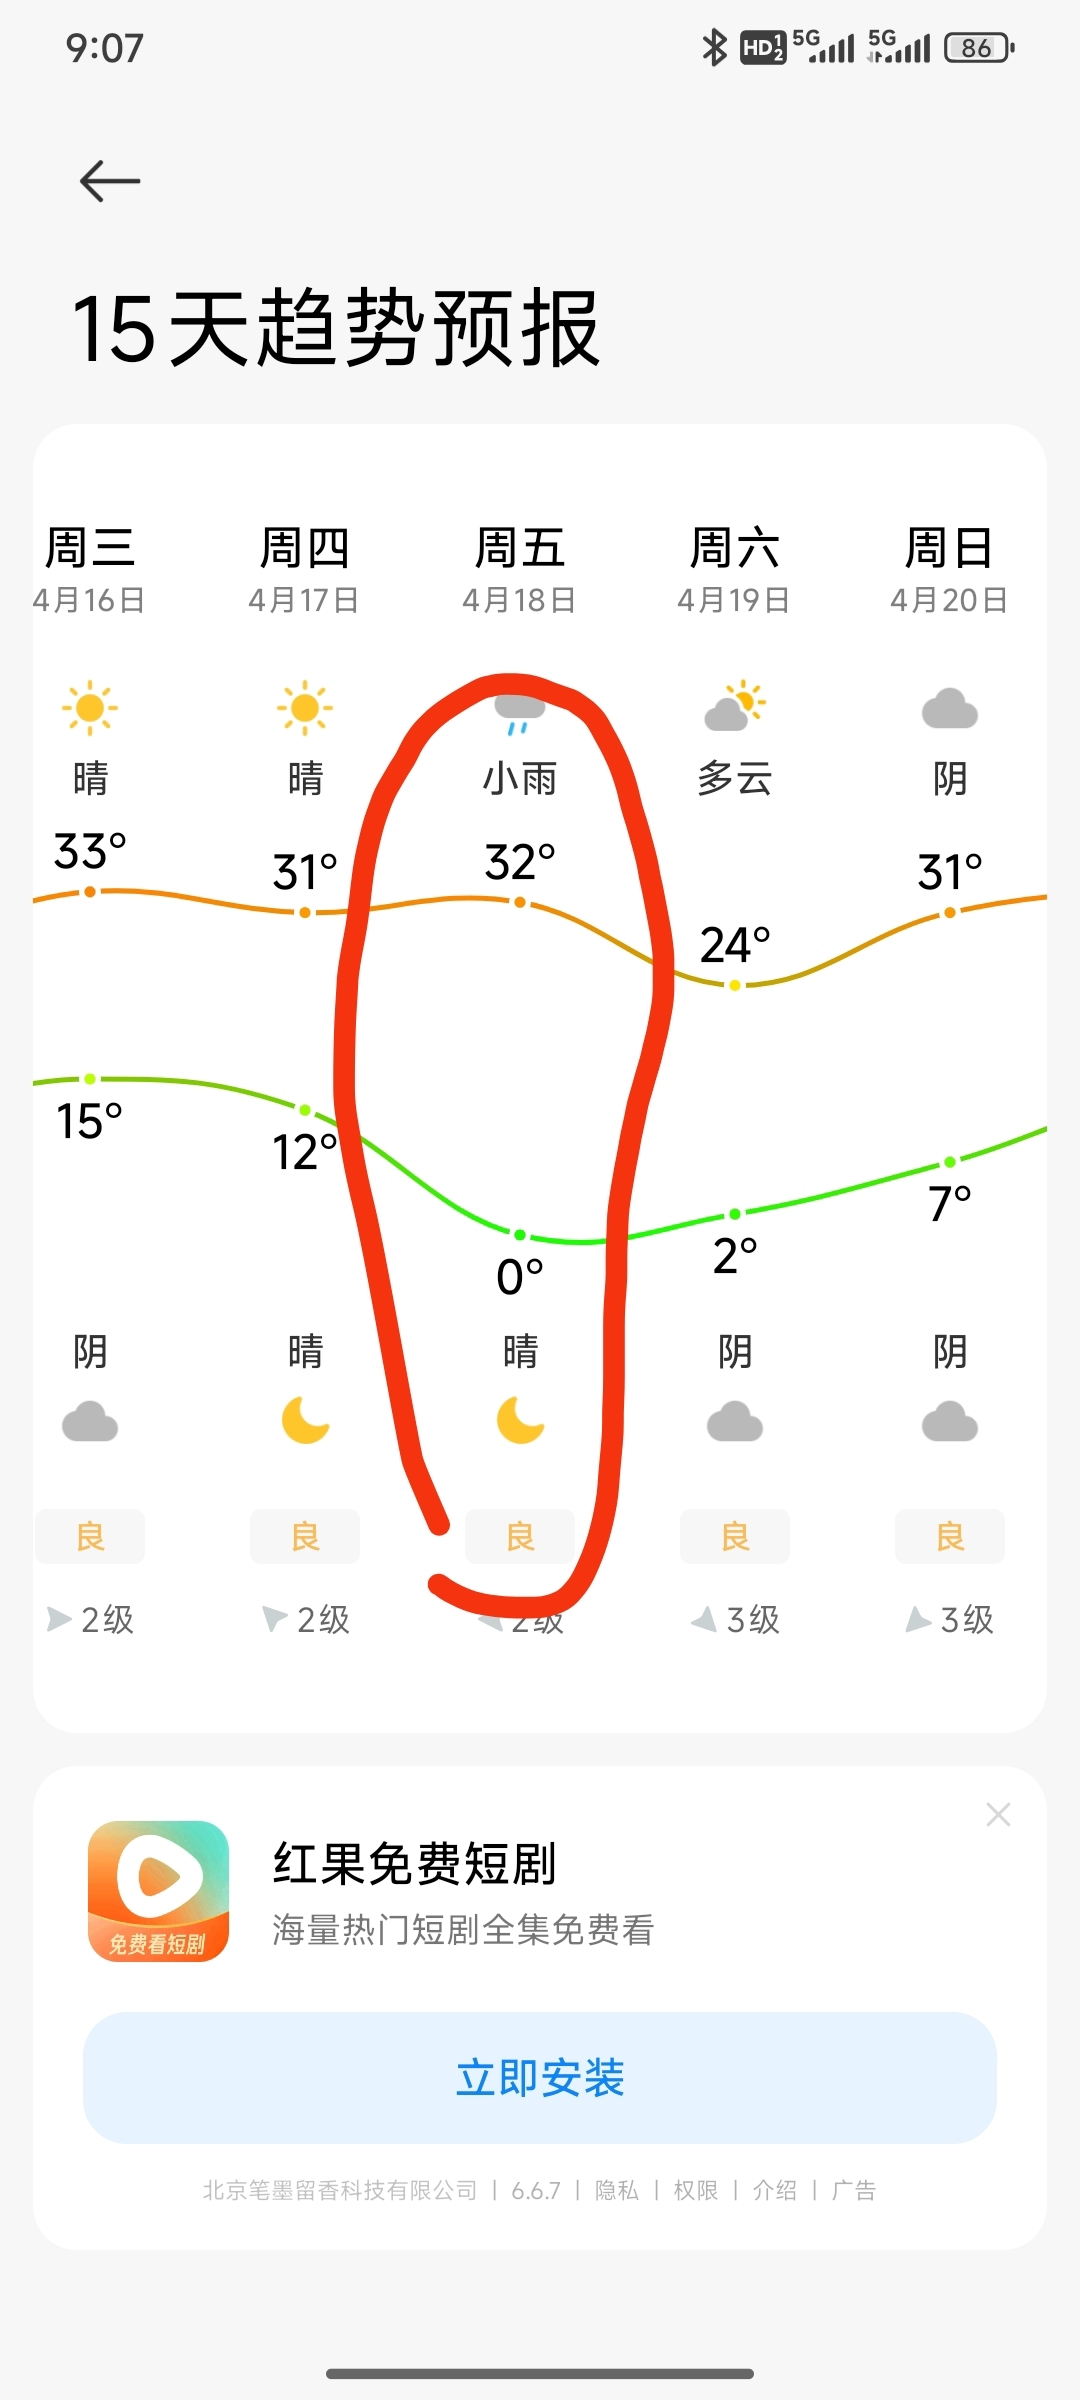 9:07
HD 1 2 5G 5G 86
15天趋势预报
周三 周四 周五 周六 周日
4月16日 4月17日 4月18日 4月19日 4月20日
晴 晴 小雨 多云 阴
33° 31° 32° 24° 31°
15° 12° 0° 2° 7°
阴 晴 晴 阴 阴
良 良 良 良 良
2级 2级 2级 3级 3级
红果免费短剧
海量热门短剧全集免费看
免费看短剧
立即安装
北京笔墨留香科技有限公司 | 6.6.7 | 隐私 | 权限 | 介绍 | 广告